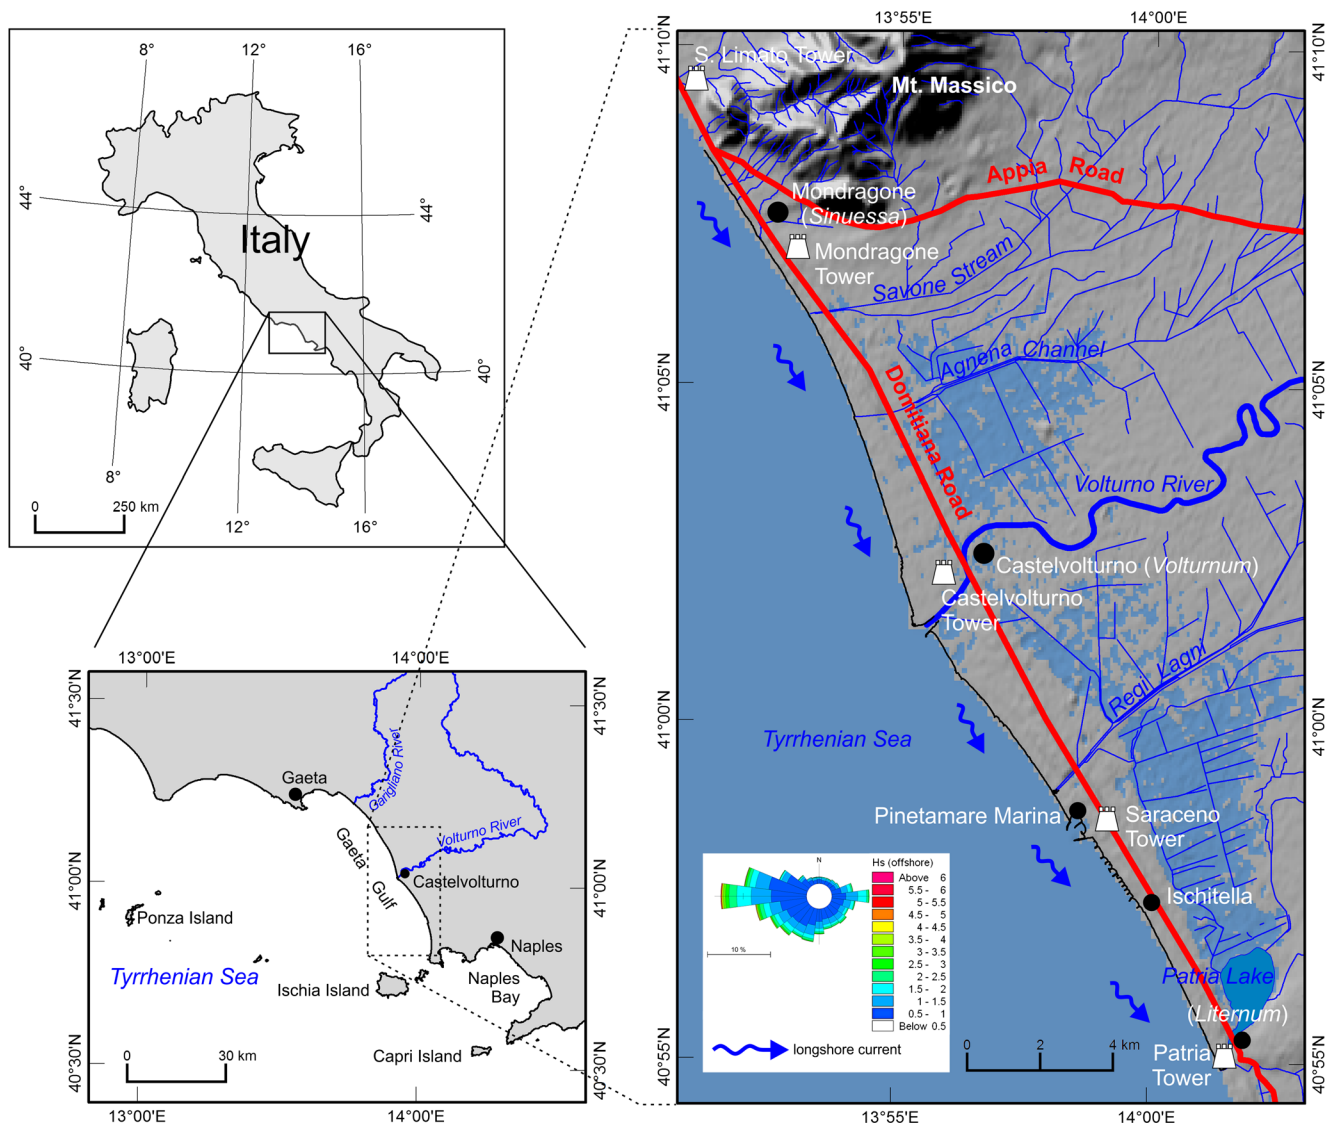 8°
12°
16°
44°
44°
Italy
40°
40°
8°
12°
16°
0
250 km
13°00'E
14°00'E
41°30'N
41°30'N
Garigliano River
Gaeta
Gaeta
Gulf
Volturno River
41°00'N
41°00'N
Castelvolturno
Ponza Island
Naples
Tyrrhenian Sea
Ischia Island
Naples
Bay
Capri Island
0
30 km
40°30'N
40°30'N
13°00'E
14°00'E
13°55'E
14°00'E
41°10'N
41°10'N
S. Limato Tower
Mt. Massico
Appia Road
Mondragone
(Sinuessa)
Mondragone
Tower
Savone Stream
Agnena Channel
41°05'N
41°05'N
Domitiana Road
Volturno River
Castelvolturno (Volturnum)
Castelvolturno
Tower
Regi Lagni
41°00'N
41°00'N
Tyrrhenian Sea
Pinetamare Marina
Saraceno
Tower
Ischitella
Patria Lake
(Liternum)
Patria
Tower
N
10 %
Hs (offshore)
Above 6
5.5 - 6
5 - 5.5
4.5 - 5
4 - 4.5
3.5 - 4
3 - 3.5
2.5 - 3
2 - 2.5
1.5 - 2
1 - 1.5
0.5 - 1
Below 0.5
longshore current
0
2
4 km
40°55'N
40°55'N
13°55'E
14°00'E